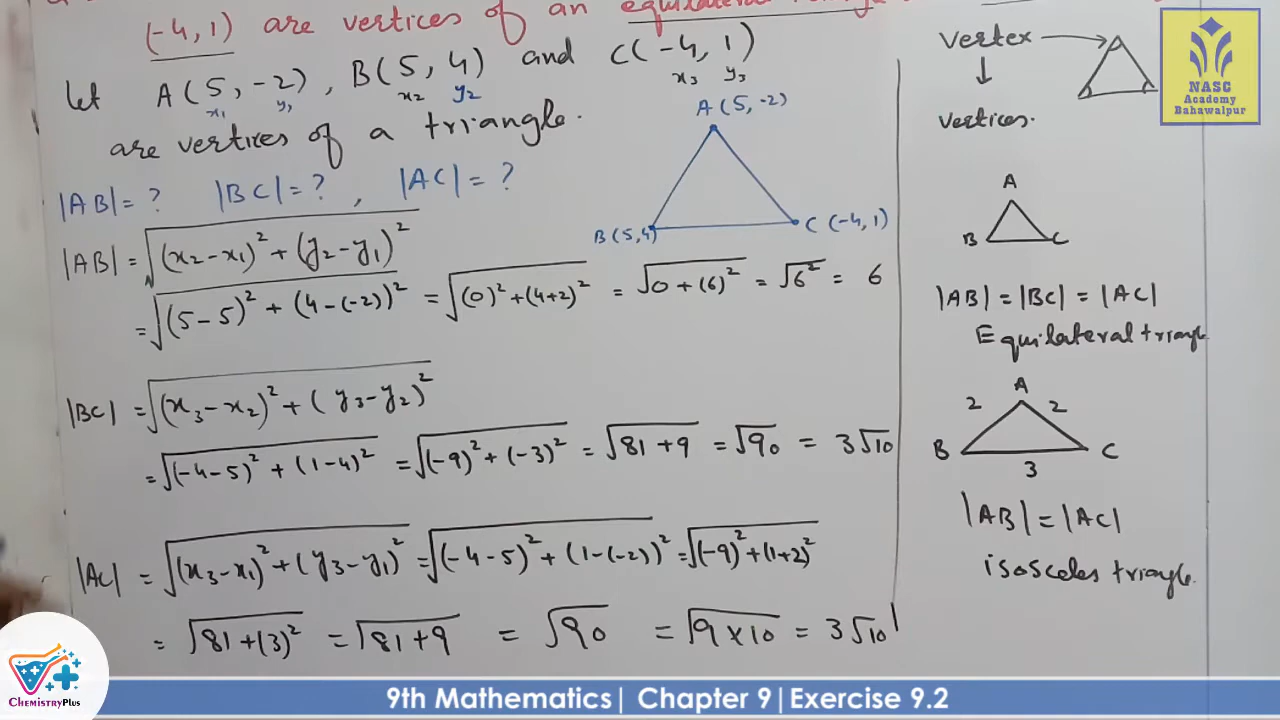 (-4, 1) are vertices of an equilateral
Let A(5, -2), B(5, 4) and C(-4, 1)
x₁ y₁ x₂ y₂ x₃ y₃
are vertices of a triangle.
|AB| = ? |BC| = ? , |AC| = ?
A (5, -2)
B (5, 4)
C (-4, 1)
|AB| = √((x₂-x₁)² + (y₂-y₁)²)
= √((5-5)² + (4-(-2))²) = √((0)² + (4+2)²) = √(0 + (6)²) = √6² = 6
|BC| = √((x₃-x₂)² + (y₃-y₂)²)
= √((-4-5)² + (1-4)²) = √((-9)² + (-3)²) = √(81+9) = √90 = 3√10
|AC| = √((x₃-x₁)² + (y₃-y₁)²) = √((-4-5)² + (1-(-2))²) = √((-9)² + (1+2)²)
= √(81+(3)²) = √(81+9) = √90 = √(9×10) = 3√10
Vertex
vertices.
A
B C
|AB| = |BC| = |AC|
Equilateral triangle
A
2 2
B C
3
|AB| = |AC|
isosceles triangle.
NASC
Academy
Bahawalpur
ChemistryPlus
9th Mathematics| Chapter 9|Exercise 9.2